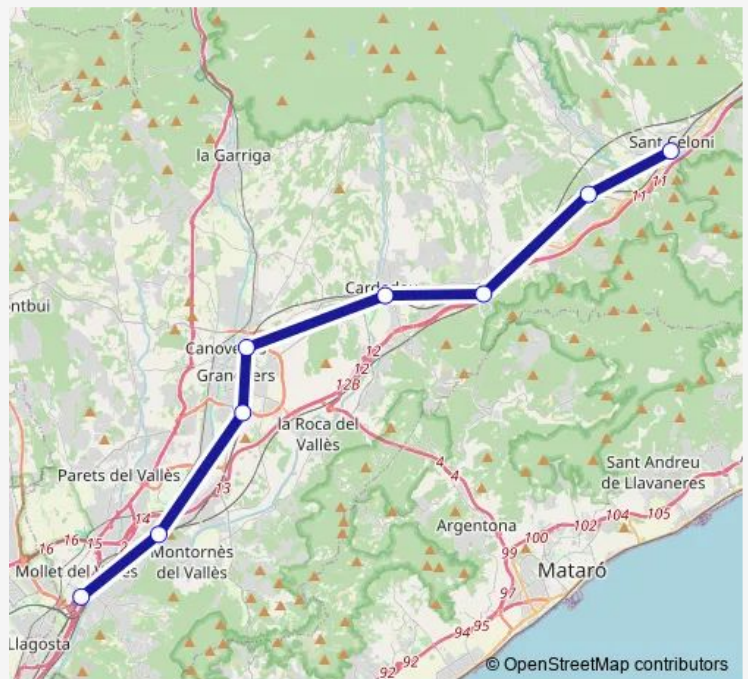 Sant Celoni
la Garriga
11
11
Cardedeu
12
12
12B
Canovelles
Granollers
la Roca del
Vallès
Sant Andreu
de Llavaneres
4
4
Parets del Vallès
13
14
105
104
102
100
Argentona
16
16
15
2
99
Montornès
del Vallès
Mollet del Vallès
Mataró
97
95
94
Llagosta
92
92
© OpenStreetMap contributors